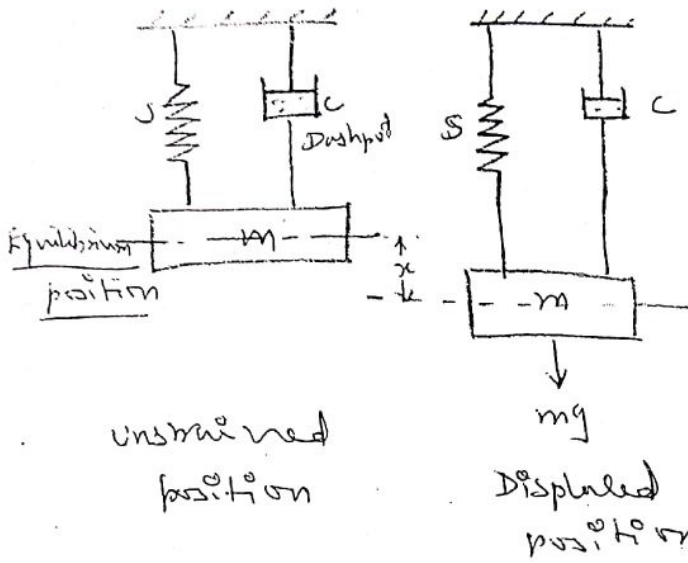 S
C
Dashpot
S
C
Equilibrium
position
m
x
m
mg
unstrained
position
Displaced
position